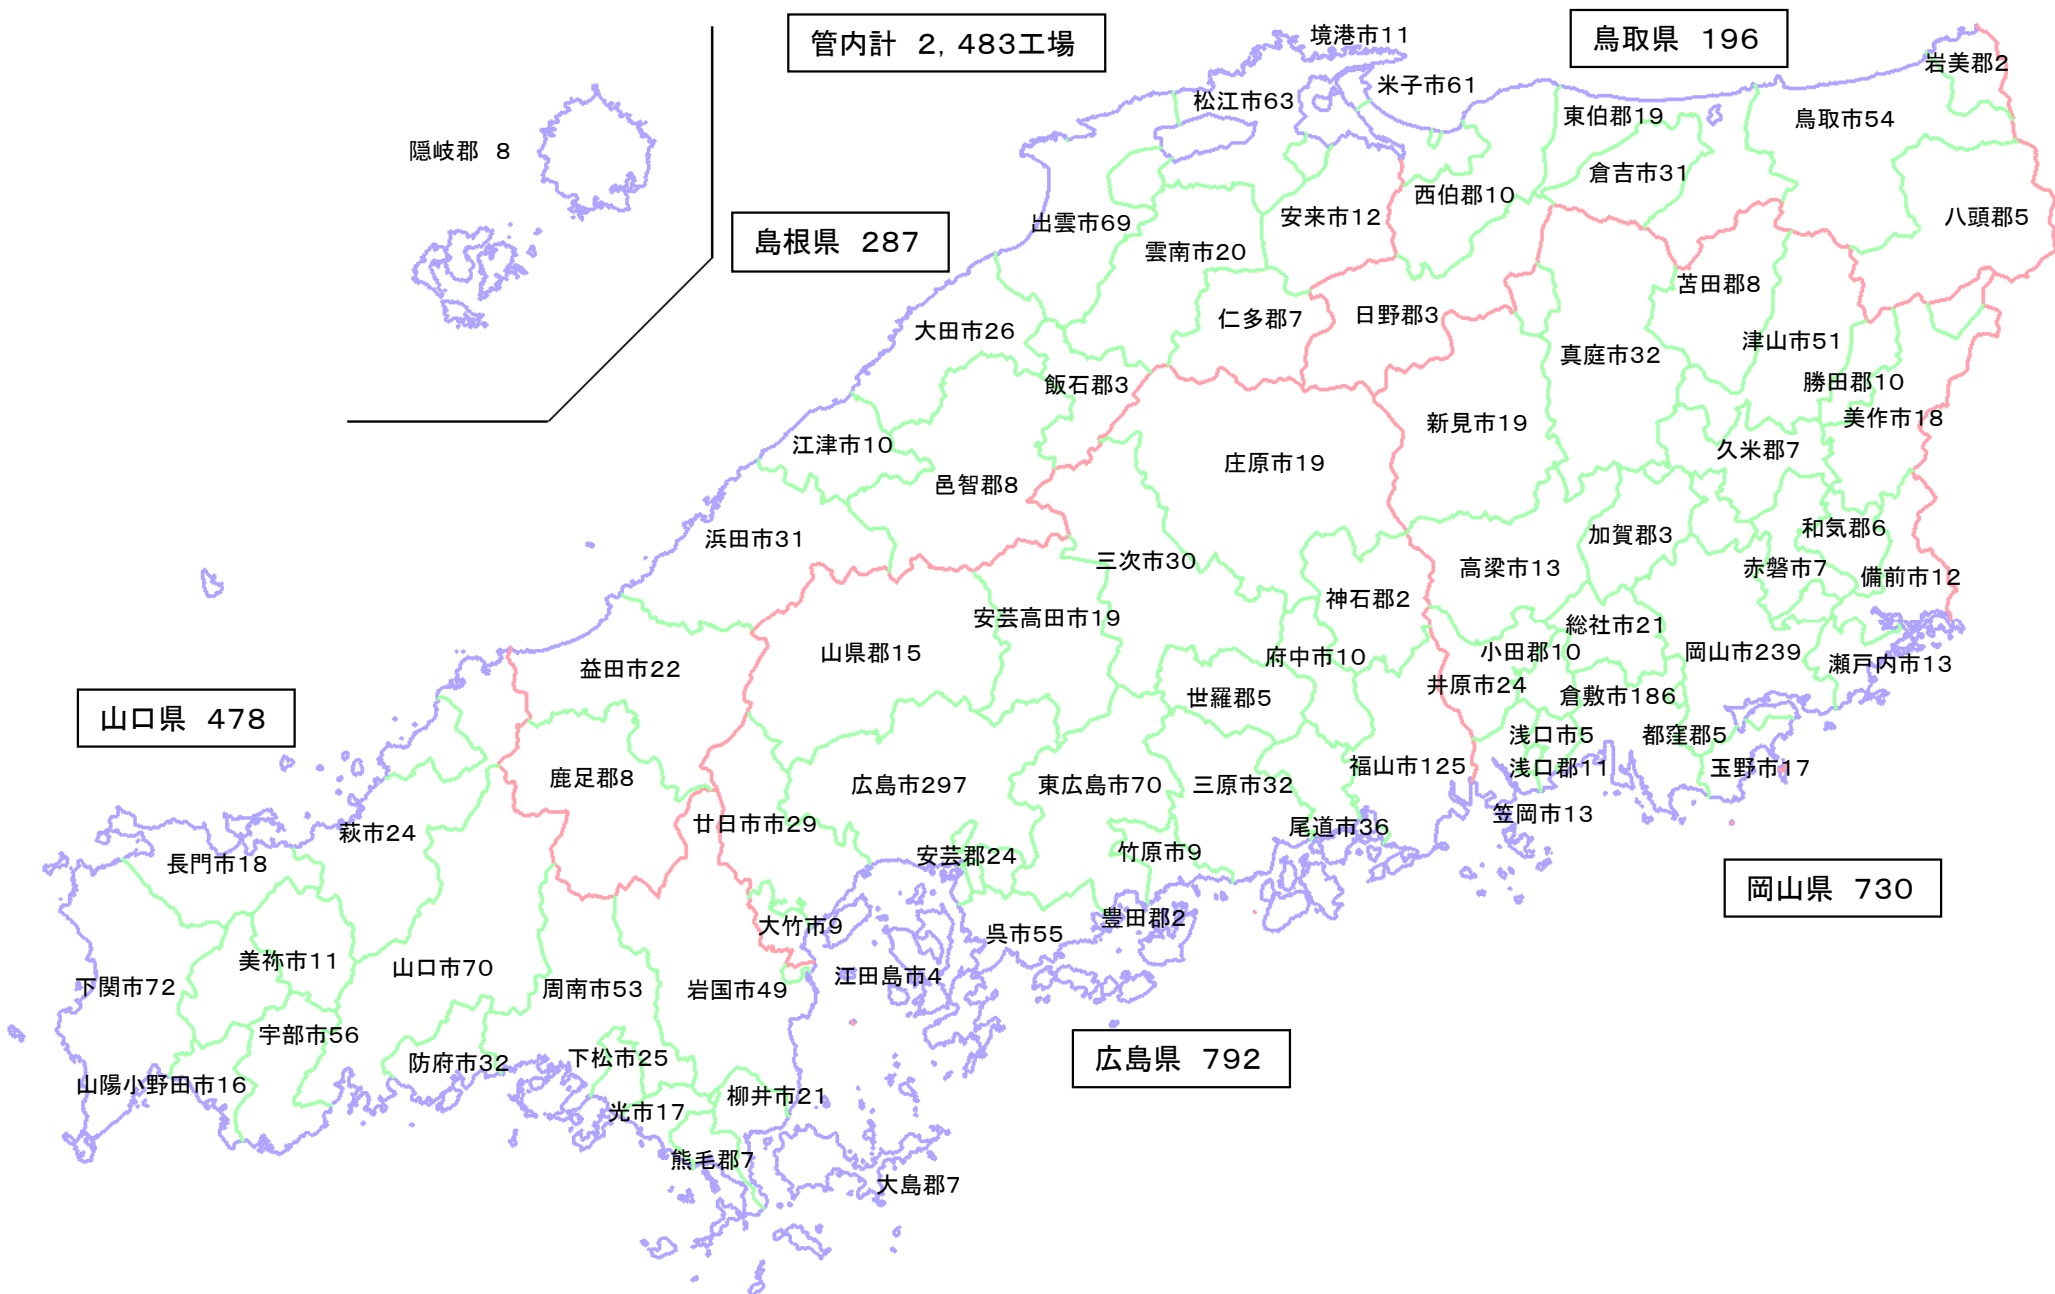 管内計 2,483工場
鳥取県 196
境港市11
岩美郡2
米子市61
松江市63
東伯郡19
鳥取市54
隠岐郡 8
倉吉市31
西伯郡10
安来市12
八頭郡5
出雲市69
島根県 287
雲南市20
苫田郡8
仁多郡7
日野郡3
大田市26
津山市51
真庭市32
飯石郡3
勝田郡10
美作市18
新見市19
江津市10
久米郡7
庄原市19
邑智郡8
和気郡6
加賀郡3
浜田市31
三次市30
高梁市13
赤磐市7
備前市12
神石郡2
安芸高田市19
総社市21
山県郡15
小田郡10
岡山市239
府中市10
瀬戸内市13
益田市22
井原市24
世羅郡5
倉敷市186
山口県 478
浅口市5
都窪郡5
福山市125
浅口郡11
玉野市17
鹿足郡8
広島市297
東広島市70
三原市32
笠岡市13
廿日市市29
尾道市36
萩市24
竹原市9
安芸郡24
長門市18
岡山県 730
豊田郡2
大竹市9
呉市55
美祢市11
山口市70
江田島市4
下関市72
周南市53
岩国市49
宇部市56
広島県 792
下松市25
防府市32
山陽小野田市16
柳井市21
光市17
熊毛郡7
大島郡7